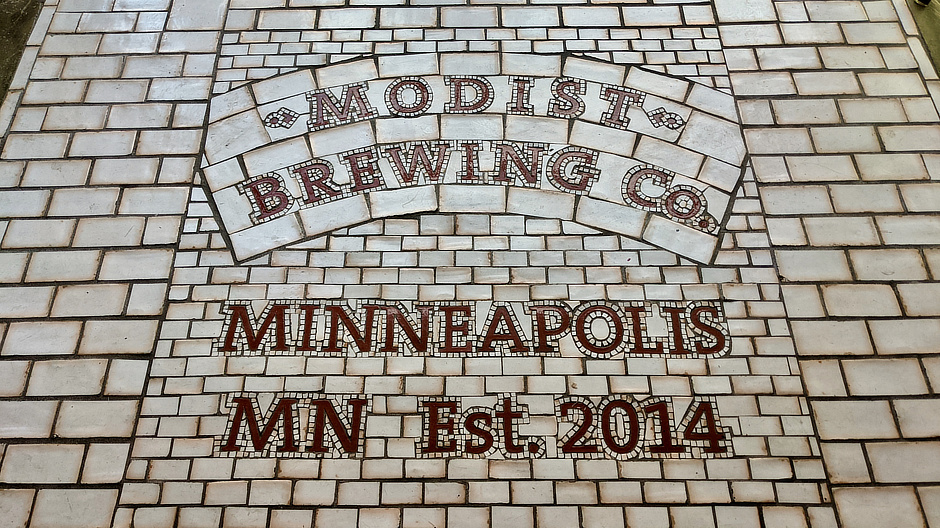 MODIST
BREWING Co.
MINNEAPOLIS
MN Est. 2014